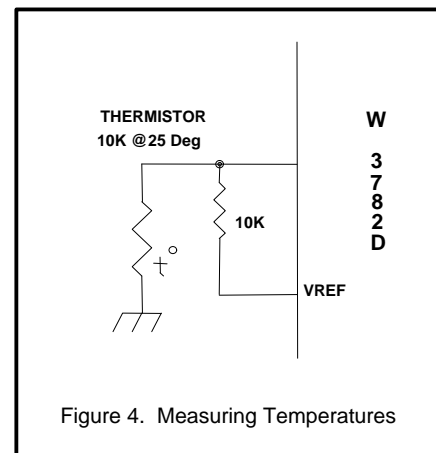 THERMISTOR
10K @25 Deg
W
3
7
8
2
D
10K
t°
VREF
Figure 4. Measuring Temperatures